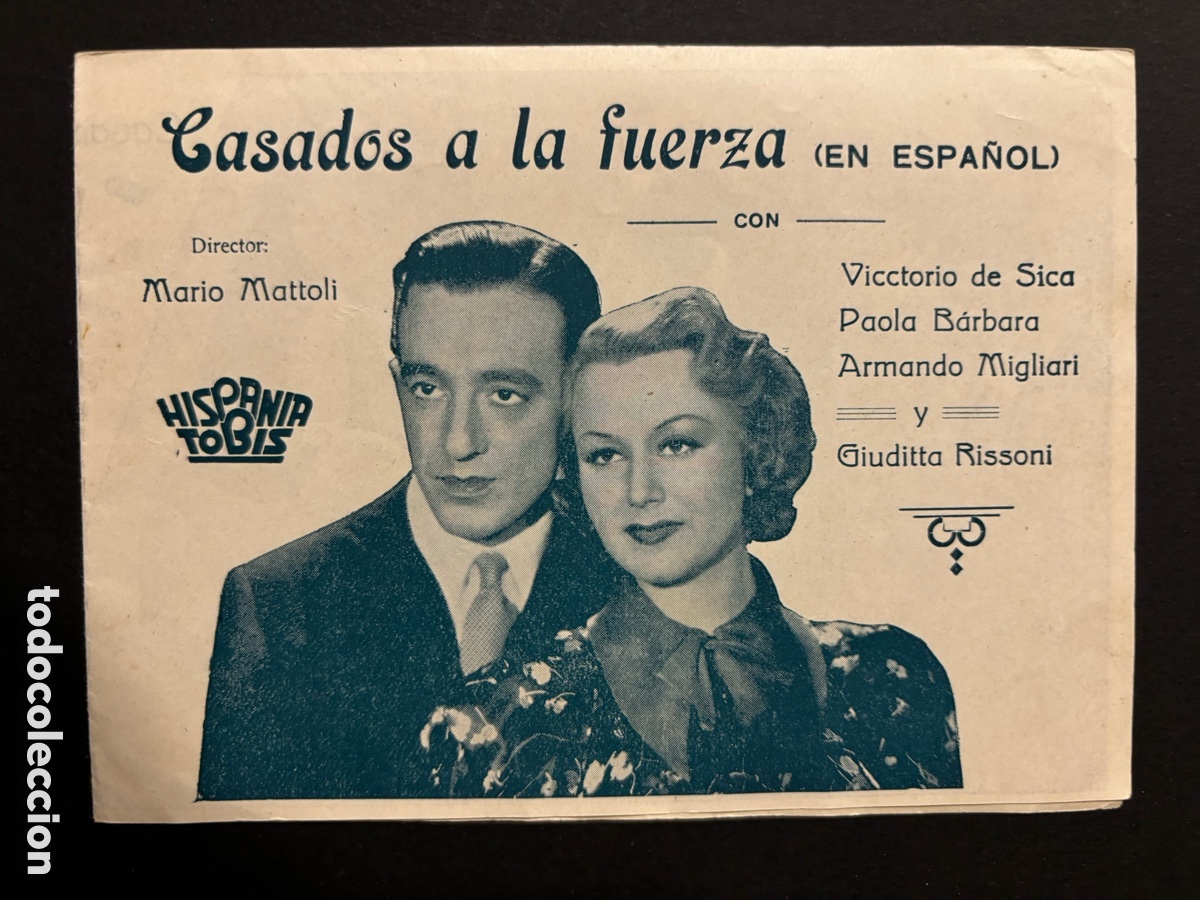 Casados a la fuerza (EN ESPAÑOL)
CON
Director:
Mario Mattoli
Vicctorio de Sica
Paola Bárbara
Armando Migliari
y
Giuditta Rissoni
HISPANIA
TOBIS
todocoleccion